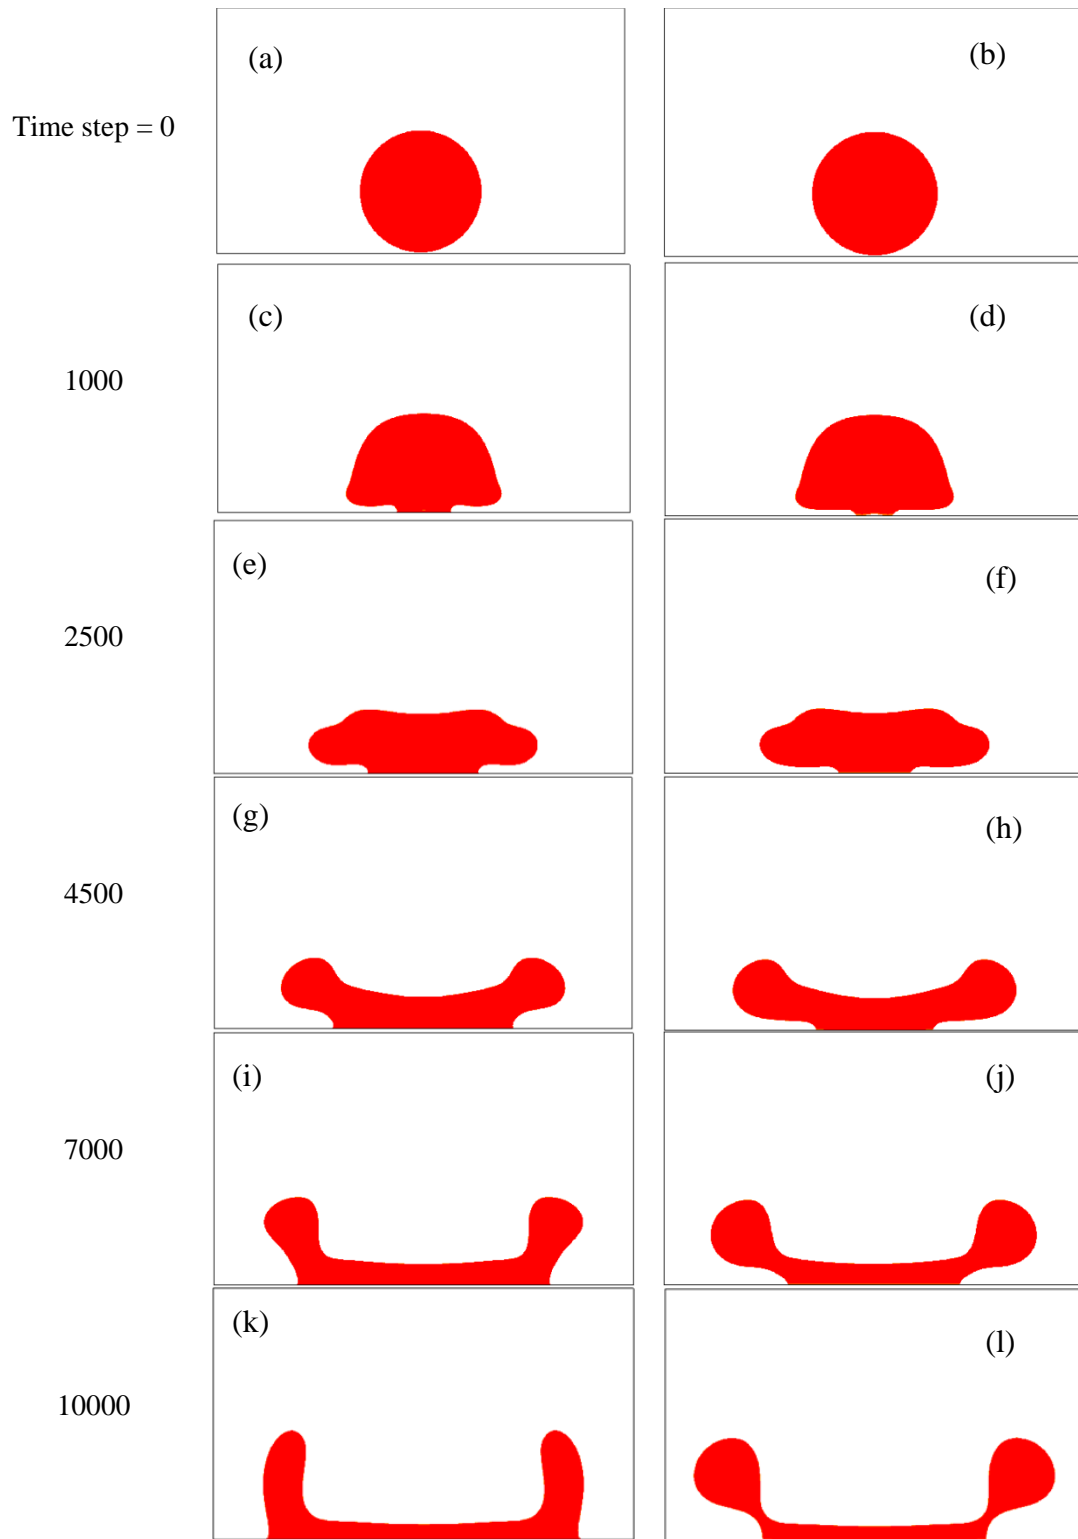 (a)
(b)
Time step = 0
(c)
(d)
1000
(e)
(f)
2500
(g)
(h)
4500
(i)
(j)
7000
(k)
(l)
10000